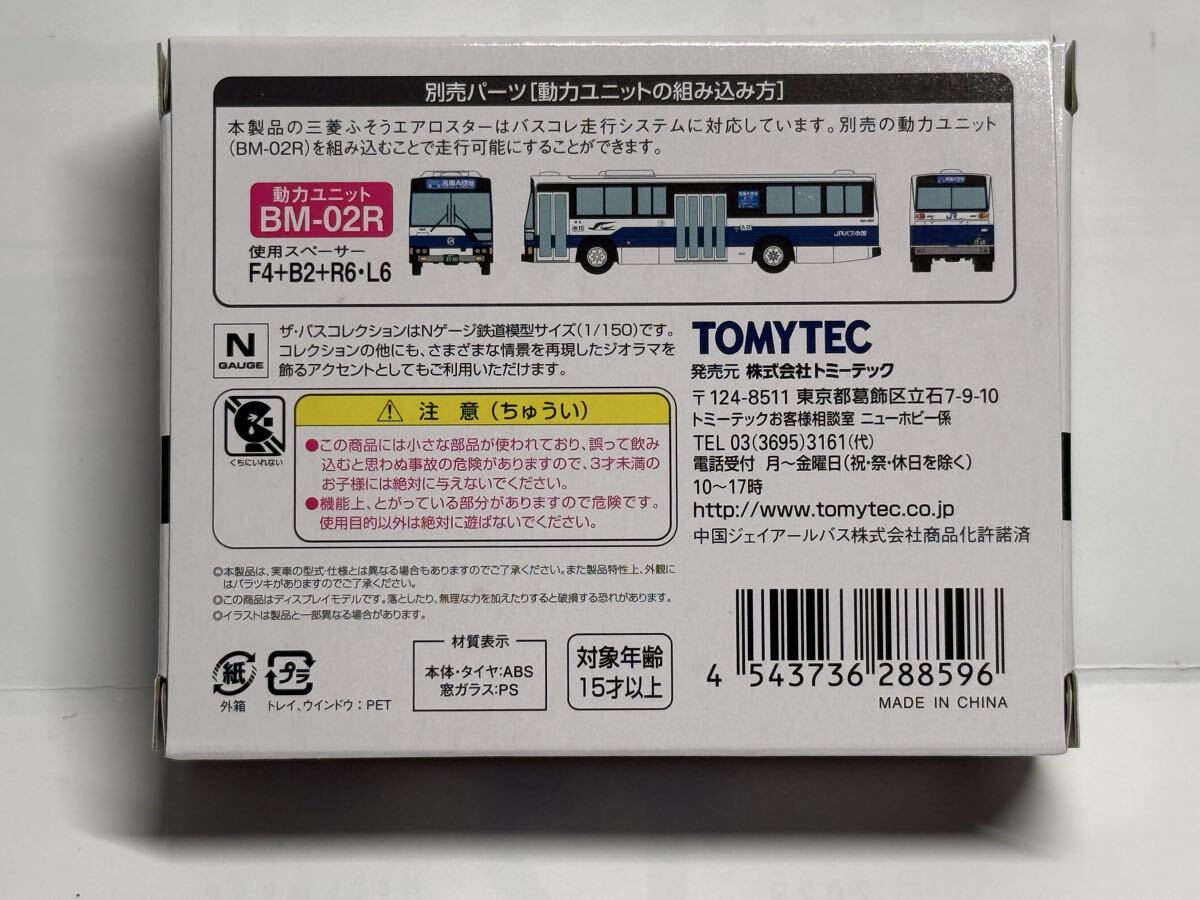 別売パーツ[動力ユニットの組み込み方]
本製品の三菱ふそうエアロスターはバスコレ走行システムに対応しています。別売の動力ユニット
(BM-02R)を組み込むことで走行可能にすることができます。
動力ユニット
BM-02R
使用スペーサー
F4+B2+R6・L6
JR
JRバス中国
N
GAUGE
ザ・バスコレクションはNゲージ鉄道模型サイズ(1/150)です。
コレクションの他にも、さまざまな情景を再現したジオラマを
飾るアクセントとしてもご利用いただけます。
くちにいれない
注 意(ちゅうい)
●この商品には小さな部品が使われており、誤って飲み
込むと思わぬ事故の危険がありますので、3才未満の
お子様には絶対に与えないでください。
●機能上、とがっている部分がありますので危険です。
使用目的以外は絶対に遊ばないでください。
TOMYTEC
発売元 株式会社トミーテック
〒124-8511 東京都葛飾区立石7-9-10
トミーテックお客様相談室 ニューホビー係
TEL 03(3695)3161(代)
電話受付 月〜金曜日(祝・祭・休日を除く)
10〜17時
http://www.tomytec.co.jp
中国ジェイアールバス株式会社商品化許諾済
◎本製品は、実車の型式・仕様とは異なる場合もありますのでご了承ください。また製品特性上、外観に
はバラツキがありますのでご了承ください。
◎この商品はディスプレイモデルです。落としたり、無理な力を加えたりすると破損する恐れがあります。
◎イラストは製品と一部異なる場合があります。
紙
外箱
プラ
トレイ、ウインドウ:PET
材質表示
本体・タイヤ:ABS
窓ガラス:PS
対象年齢
15才以上
4 543736 288596
MADE IN CHINA